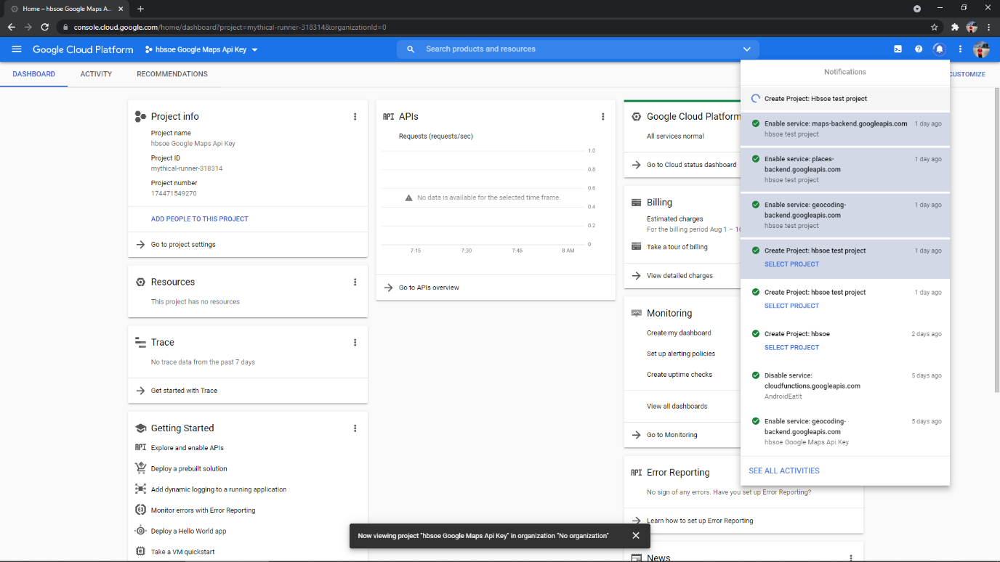 Home – hbsoe Google Maps A...
console.cloud.google.com/home/dashboard?project=mythical-runner-318314&organizationId=0
Google Cloud Platform
hbsoe Google Maps Api Key
Search products and resources
DASHBOARD
ACTIVITY
RECOMMENDATIONS
CUSTOMIZE
Project info
Project name
hbsoe Google Maps Api Key
Project ID
mythical-runner-318314
Project number
174471549270
ADD PEOPLE TO THIS PROJECT
Go to project settings
Resources
This project has no resources
Trace
No trace data from the past 7 days
Get started with Trace
Getting Started
API Explore and enable APIs
Deploy a prebuilt solution
Add dynamic logging to a running application
Monitor errors with Error Reporting
Deploy a Hello World app
Take a VM quickstart
API APIs
Requests (requests/sec)
1.0
0.8
0.6
No data is available for the selected time frame.
0.4
0.2
0
7:15 7:30 7:45 8 AM
Go to APIs overview
Google Cloud Platform
All services normal
Go to Cloud status dashboard
Billing
Estimated charges
For the billing period Aug 1 –
Take a tour of billing
View detailed charges
Monitoring
Create my dashboard
Set up alerting policies
Create uptime checks
View all dashboards
Go to Monitoring
API Error Reporting
No sign of any errors. Have you set up Error Reporting?
Learn how to set up Error Reporting
News
Notifications
Create Project: Hbsoe test project
Enable service: maps-backend.googleapis.com 1 day ago
hbsoe test project
Enable service: places- 1 day ago
backend.googleapis.com
hbsoe test project
Enable service: geocoding- 1 day ago
backend.googleapis.com
hbsoe test project
Create Project: hbsoe test project 1 day ago
SELECT PROJECT
Create Project: hbsoe test project 1 day ago
SELECT PROJECT
Create Project: hbsoe 2 days ago
SELECT PROJECT
Disable service: 5 days ago
cloudfunctions.googleapis.com
AndroidEatIt
Enable service: geocoding- 5 days ago
backend.googleapis.com
hbsoe Google Maps Api Key
SEE ALL ACTIVITIES
Now viewing project "hbsoe Google Maps Api Key" in organization "No organization"